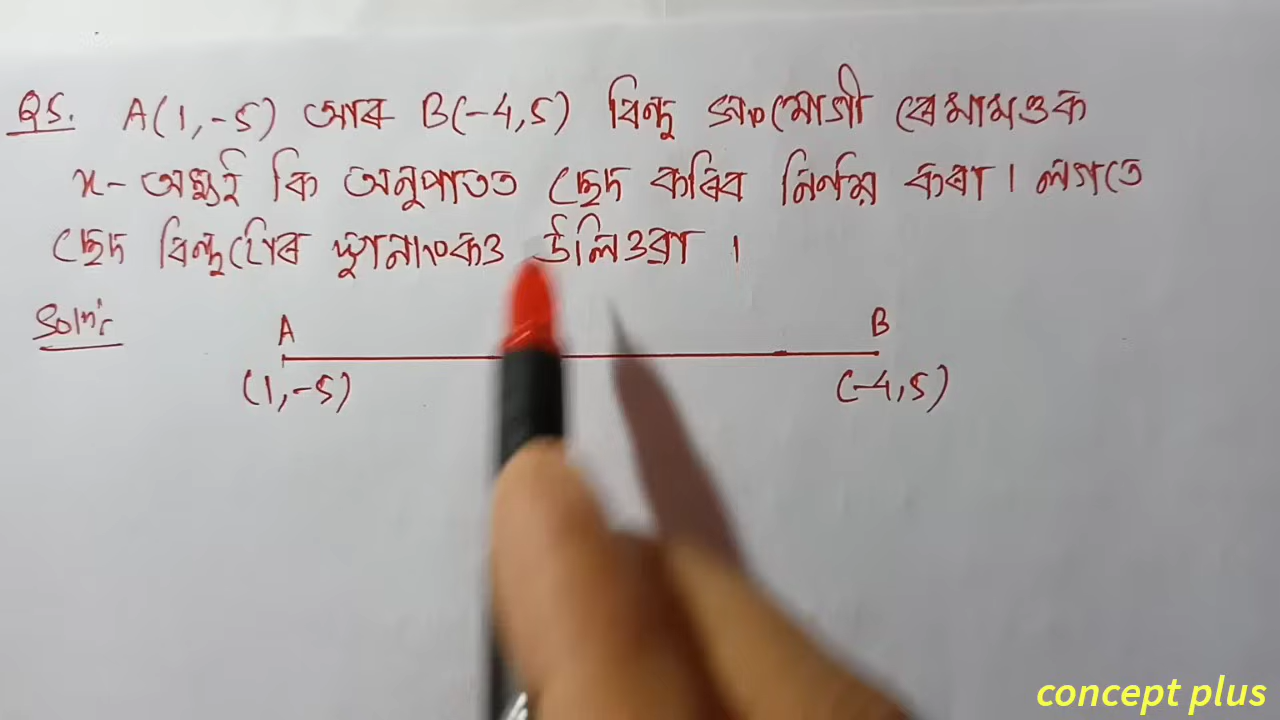 Q5. A(1,-5) আৰু B(-4,5) বিন্দু সংযোগী ৰেখাখণ্ডক
x- অক্ষই কি অনুপাতত ছেদ কৰিব নিৰ্ণয় কৰা। লগতে
ছেদ বিন্দুটোৰ স্থানাংকও উলিওৱা ।
Solnː
A B
(1,-5) (-4,5)
concept plus